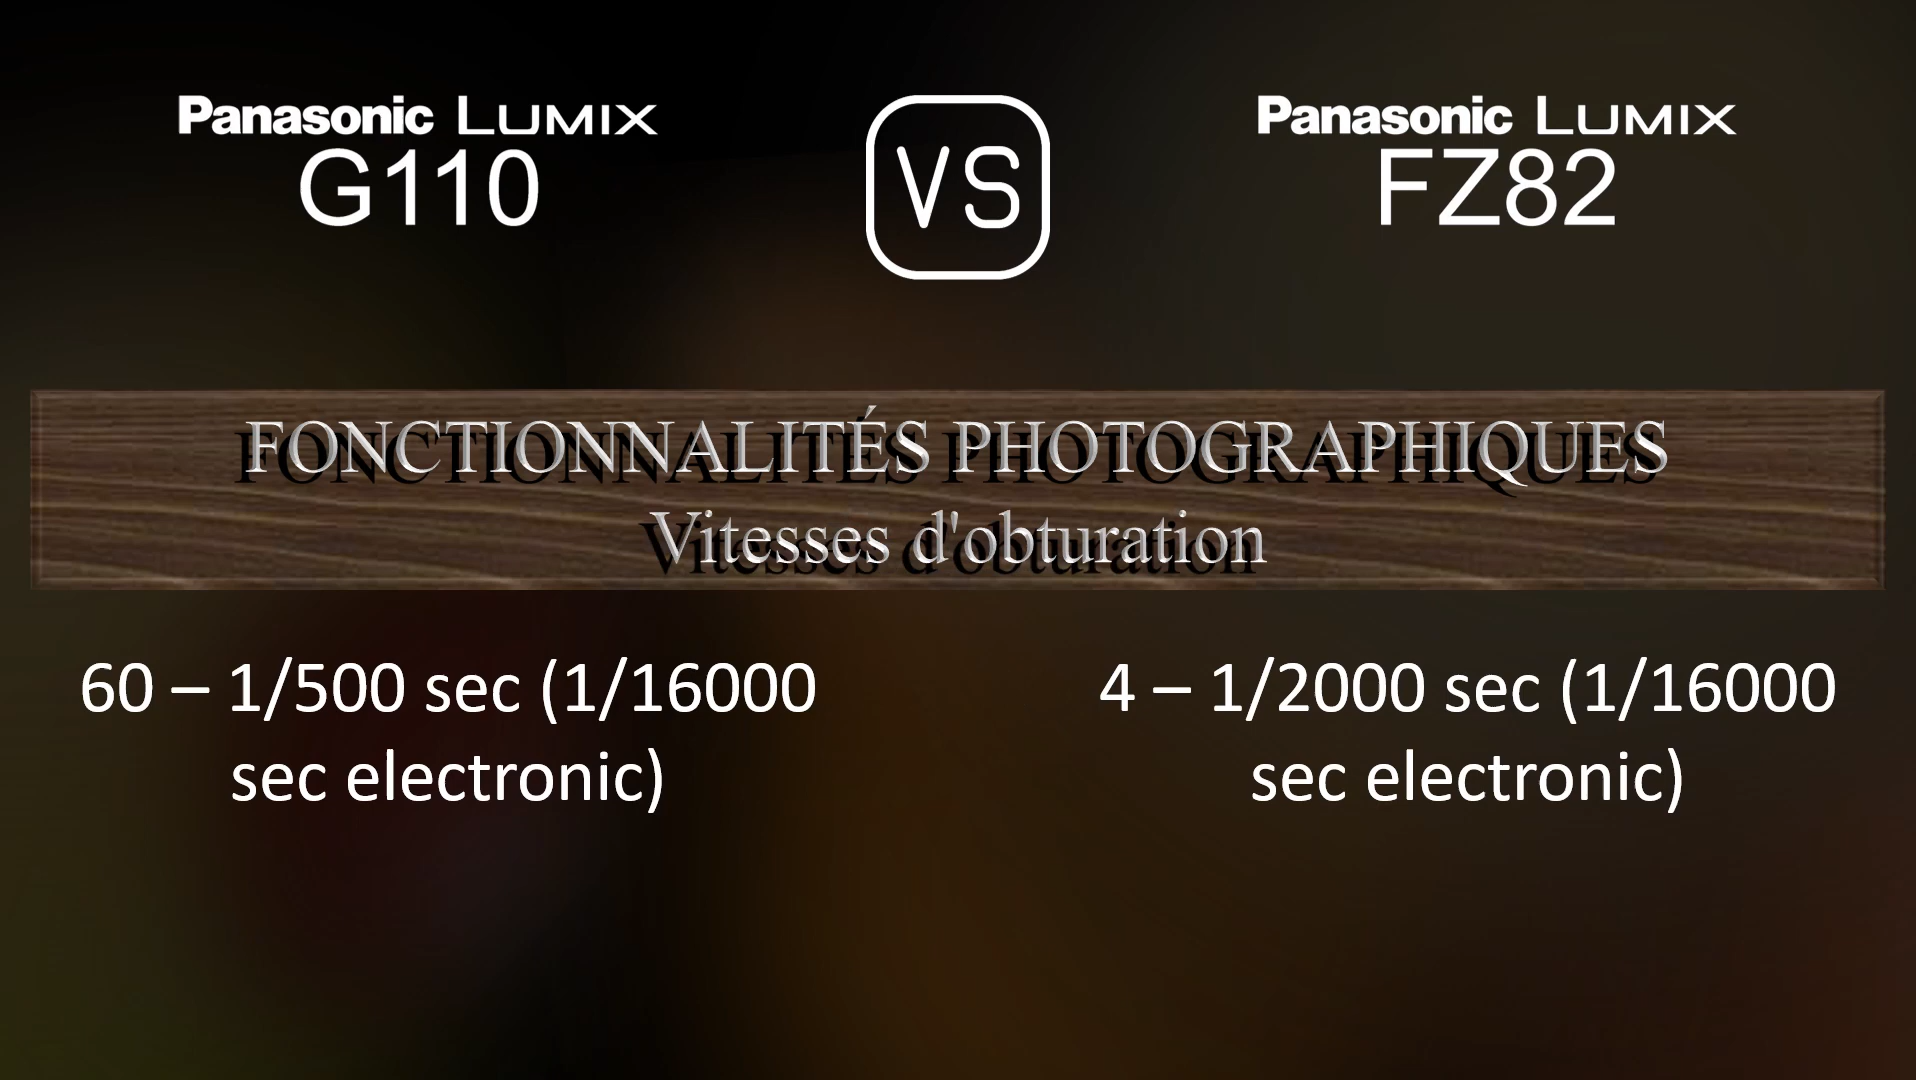 Panasonic LUMIX
G110
VS
Panasonic LUMIX
FZ82
FONCTIONNALITÉS PHOTOGRAPHIQUES
Vitesses d'obturation
60 – 1/500 sec (1/16000
sec electronic)
4 – 1/2000 sec (1/16000
sec electronic)